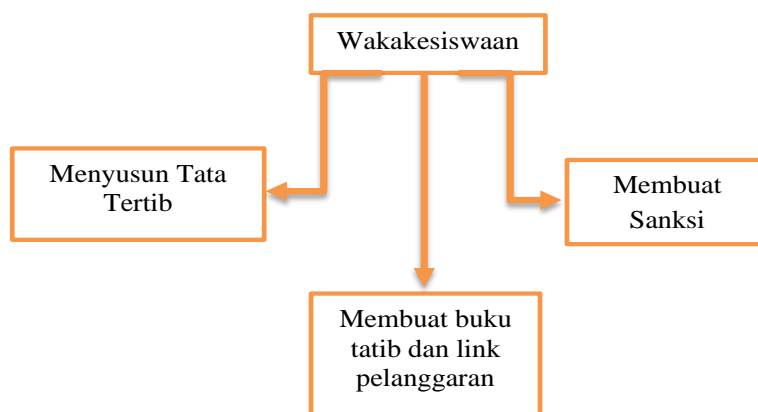 Wakakesiswaan
Menyusun Tata
Tertib
Membuat
Sanksi
Membuat buku
tatib dan link
pelanggaran